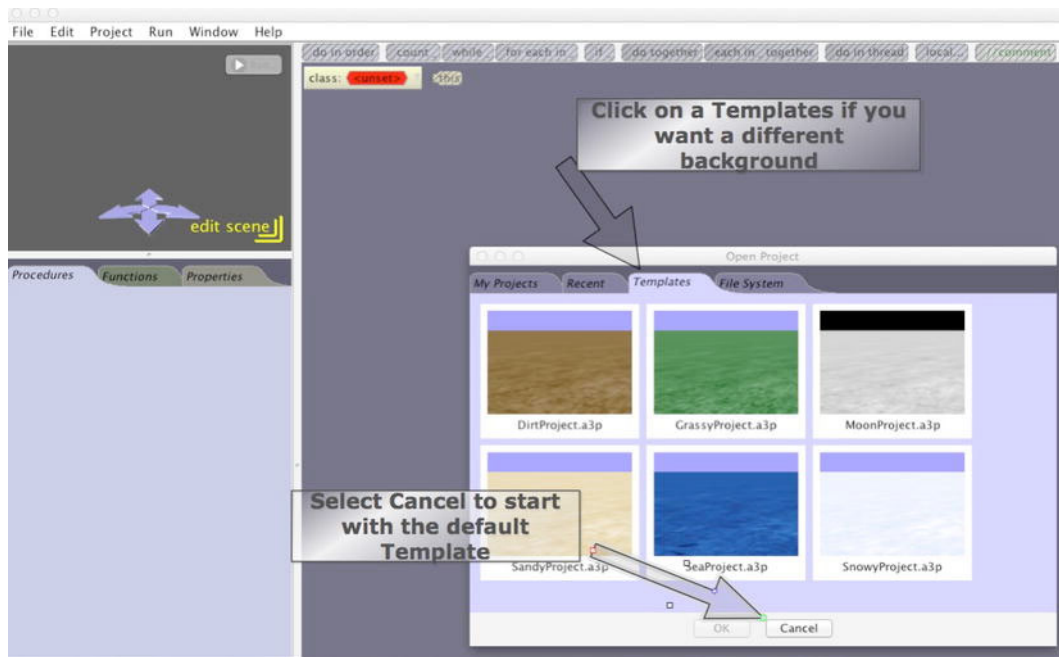 File Edit Project Run Window Help
do in order count while for each in if do together each in together do in thread local... //comment
class: <unset>
Click on a Templates if you
want a different
background
edit scene
Open Project
Procedures Functions Properties
My Projects Recent Templates File System
DirtProject.a3p GrassyProject.a3p MoonProject.a3p
Select Cancel to start
with the default
Template
SandyProject.a3p SeaProject.a3p SnowyProject.a3p
OK Cancel